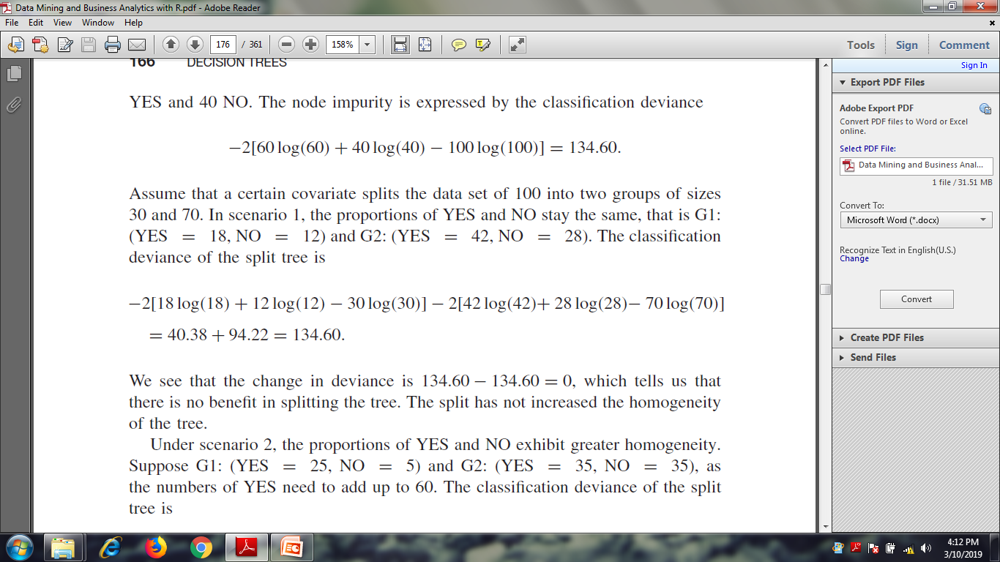 Data Mining and Business Analytics with R.pdf - Adobe Reader
File Edit View Window Help
176 / 361 158% Tools Sign Comment
Sign In
166 DECISION TREES
YES and 40 NO. The node impurity is expressed by the classification deviance
−2[60 log(60) + 40 log(40) − 100 log(100)] = 134.60.
Assume that a certain covariate splits the data set of 100 into two groups of sizes
30 and 70. In scenario 1, the proportions of YES and NO stay the same, that is G1:
(YES = 18, NO = 12) and G2: (YES = 42, NO = 28). The classification
deviance of the split tree is
−2[18 log(18) + 12 log(12) − 30 log(30)] − 2[42 log(42)+ 28 log(28)− 70 log(70)]
= 40.38 + 94.22 = 134.60.
We see that the change in deviance is 134.60 − 134.60 = 0, which tells us that
there is no benefit in splitting the tree. The split has not increased the homogeneity
of the tree.
Under scenario 2, the proportions of YES and NO exhibit greater homogeneity.
Suppose G1: (YES = 25, NO = 5) and G2: (YES = 35, NO = 35), as
the numbers of YES need to add up to 60. The classification deviance of the split
tree is
Export PDF Files
Adobe Export PDF
Convert PDF files to Word or Excel
online.
Select PDF File:
Data Mining and Business Anal...
1 file / 31.51 MB
Convert To:
Microsoft Word (*.docx)
Recognize Text in English(U.S.)
Change
Convert
Create PDF Files
Send Files
4:12 PM
3/10/2019